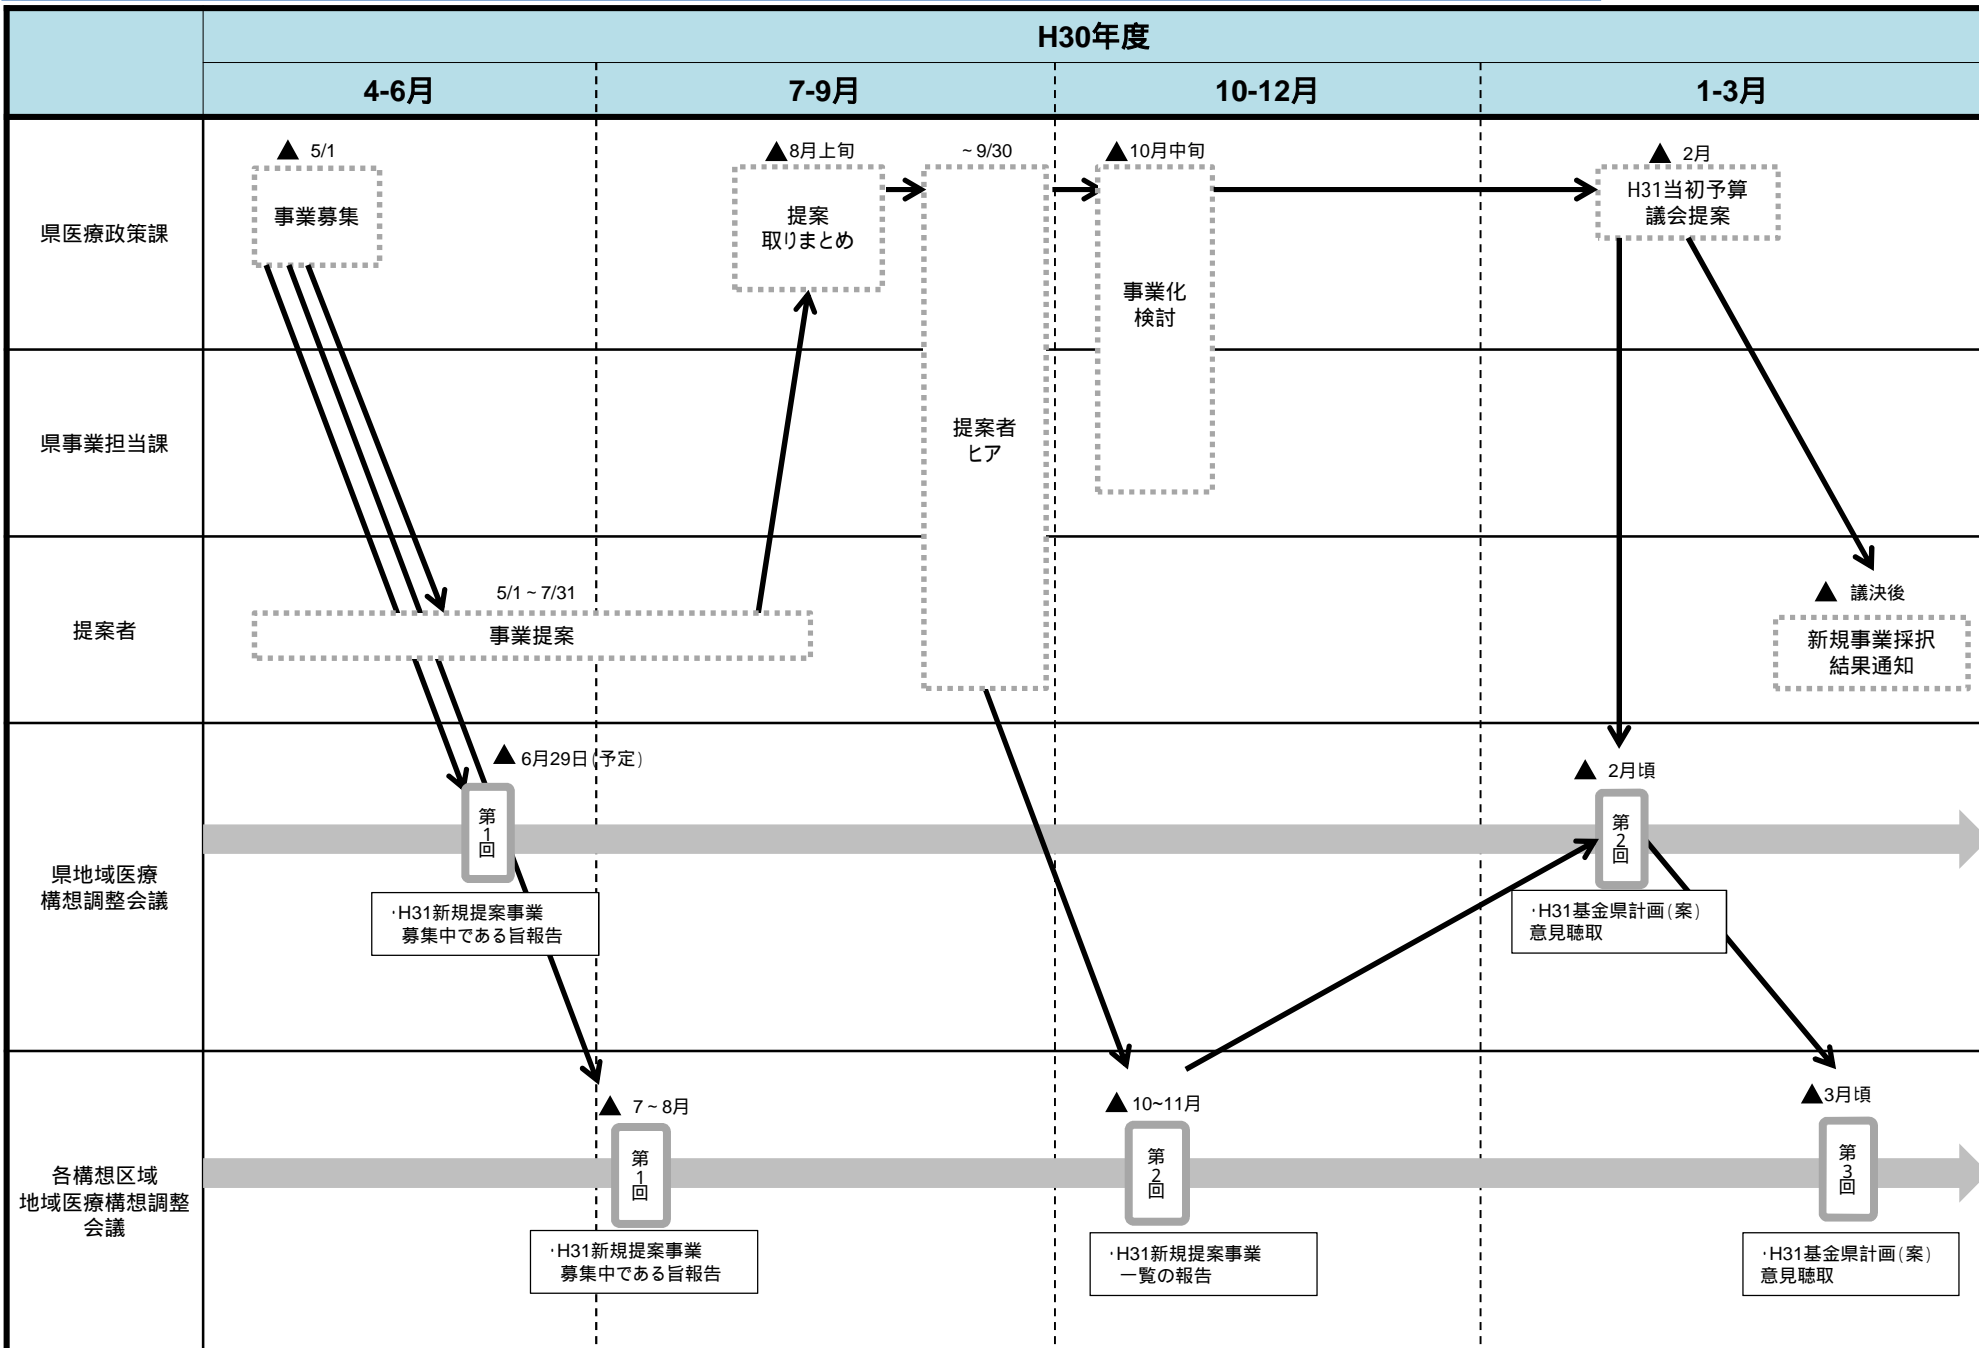 H30年度
4-6月
7-9月
10-12月
1-3月
県医療政策課
▲ 5/1
事業募集
▲8月上旬
提案
取りまとめ
~ 9/30
提案者
ヒア
▲10月中旬
事業化
検討
▲ 2月
H31当初予算
議会提案
県事業担当課
提案者
5/1 ~ 7/31
事業提案
▲ 議決後
新規事業採択
結果通知
県地域医療
構想調整会議
▲ 6月29日(予定)
第1回
・H31新規提案事業
募集中である旨報告
▲ 2月頃
第2回
・H31基金県計画(案)
意見聴取
各構想区域
地域医療構想調整
会議
▲ 7 ~ 8月
第1回
・H31新規提案事業
募集中である旨報告
▲ 10~11月
第2回
・H31新規提案事業
一覧の報告
▲3月頃
第3回
・H31基金県計画(案)
意見聴取